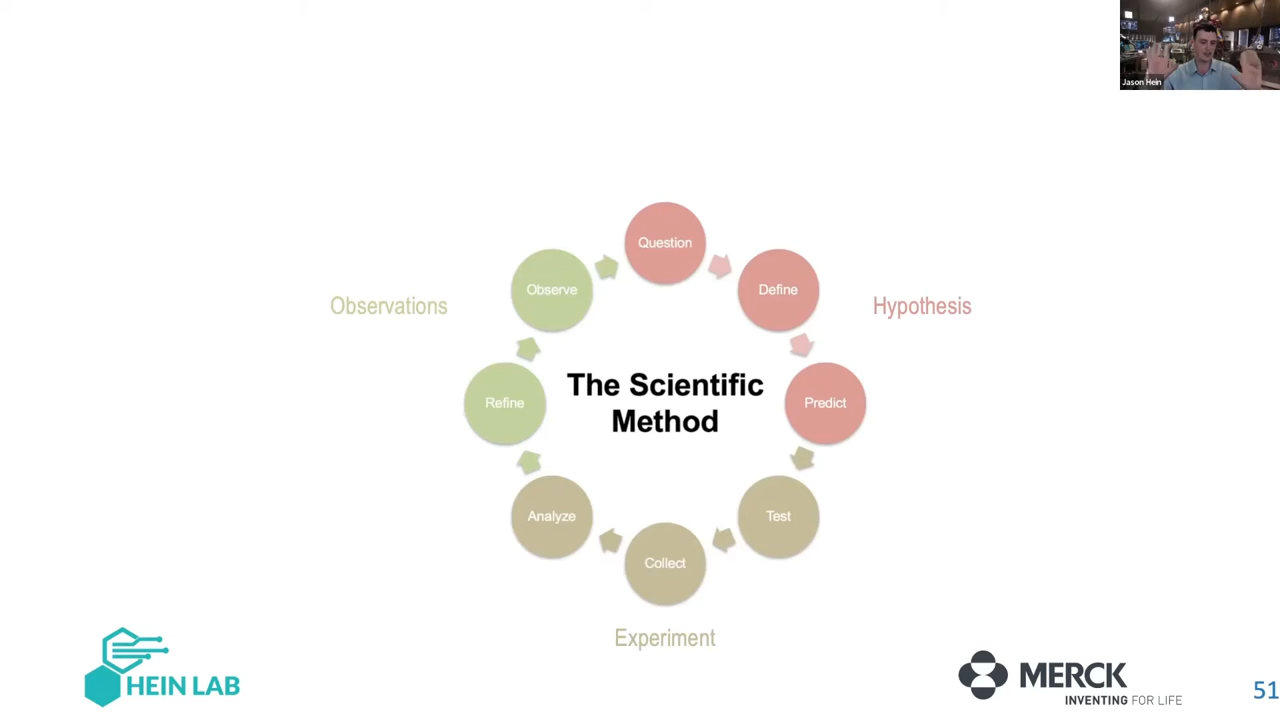 Jason Hein
Question
Observe
Define
Observations
Hypothesis
The Scientific
Method
Refine
Predict
Analyze
Test
Collect
Experiment
HEIN LAB
MERCK
INVENTING FOR LIFE
51